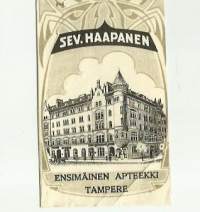 SEV. HAAPANEN
ENSIMÄINEN APTEEKKI
TAMPERE